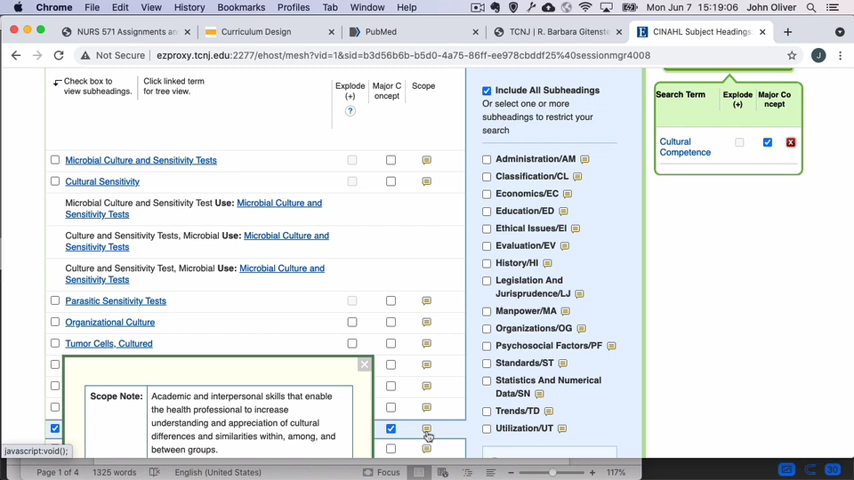 Chrome File Edit View History Bookmarks Profiles Tab Window Help Mon Jun 7 15:19:06 John Oliver
NURS 571 Assignments an Curriculum Design PubMed TCNJ | R. Barbara Gitenste CINAHL Subject Headings:
Not Secure ezproxy.tcnj.edu:2277/ehost/mesh?vid=1&sid=b3d56b6b-b5d0-4a75-86ff-ee978cbddf25%40sessionmgr4008
Check box to view subheadings.
Click linked term for tree view.
Explode (+)
?
Major C oncept
Scope
Microbial Culture and Sensitivity Tests
Cultural Sensitivity
Microbial Culture and Sensitivity Test Use: Microbial Culture and
Sensitivity Tests
Culture and Sensitivity Tests, Microbial Use: Microbial Culture and
Sensitivity Tests
Culture and Sensitivity Test, Microbial Use: Microbial Culture and
Sensitivity Tests
Parasitic Sensitivity Tests
Organizational Culture
Tumor Cells, Cultured
Scope Note: Academic and interpersonal skills that enable
the health professional to increase
understanding and appreciation of cultural
differences and similarities within, among, and
between groups.
Include All Subheadings
Or select one or more
subheadings to restrict your
search
Administration/AM
Classification/CL
Economics/EC
Education/ED
Ethical Issues/EI
Evaluation/EV
History/HI
Legislation And
Jurisprudence/LJ
Manpower/MA
Organizations/OG
Psychosocial Factors/PF
Standards/ST
Statistics And Numerical
Data/SN
Trends/TD
Utilization/UT
Search Term Explode (+) Major Co ncept
Cultural
Competence
javascript:void();
Page 1 of 4 1325 words English (United States) Focus 117%
30